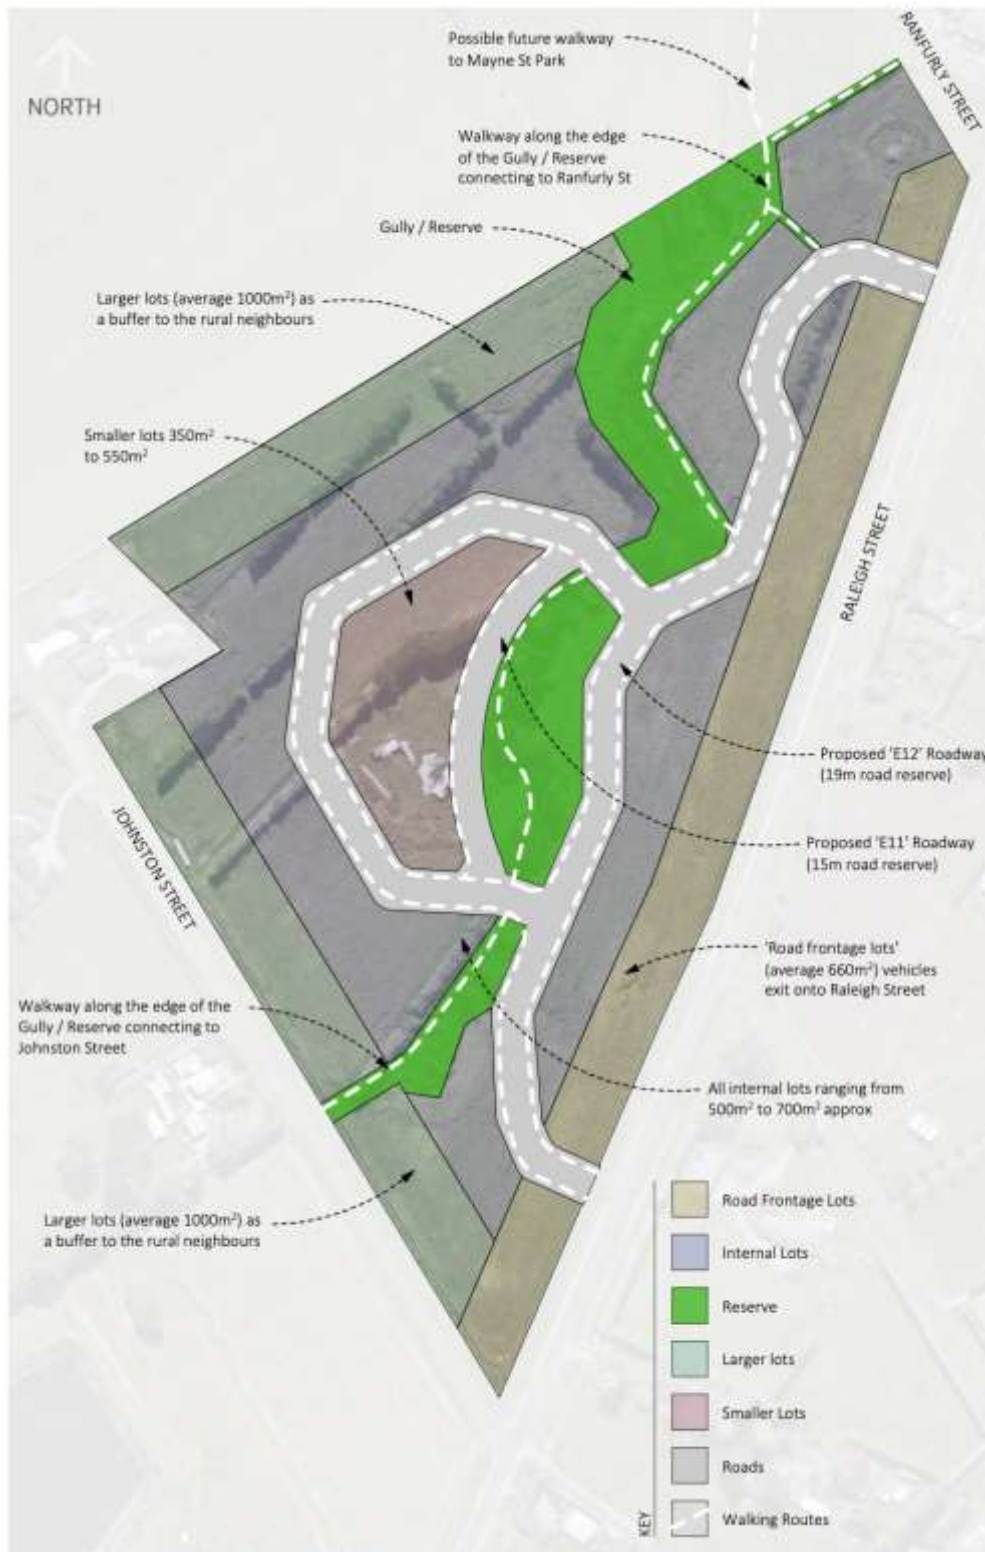 NORTH
RANFURLY STREET
Possible future walkway
to Mayne St Park
Walkway along the edge
of the Gully / Reserve
connecting to Ranfurly St
Gully / Reserve
Larger lots (average 1000m²) as
a buffer to the rural neighbours
Smaller lots 350m²
to 550m²
RALEIGH STREET
Proposed 'E12' Roadway
(19m road reserve)
JOHNSTON STREET
Proposed 'E11' Roadway
(15m road reserve)
'Road frontage lots'
(average 660m²) vehicles
exit onto Raleigh Street
Walkway along the edge of the
Gully / Reserve connecting to
Johnston Street
All internal lots ranging from
500m² to 700m² approx
Larger lots (average 1000m²) as
a buffer to the rural neighbours
KEY
Road Frontage Lots
Internal Lots
Reserve
Larger lots
Smaller Lots
Roads
Walking Routes